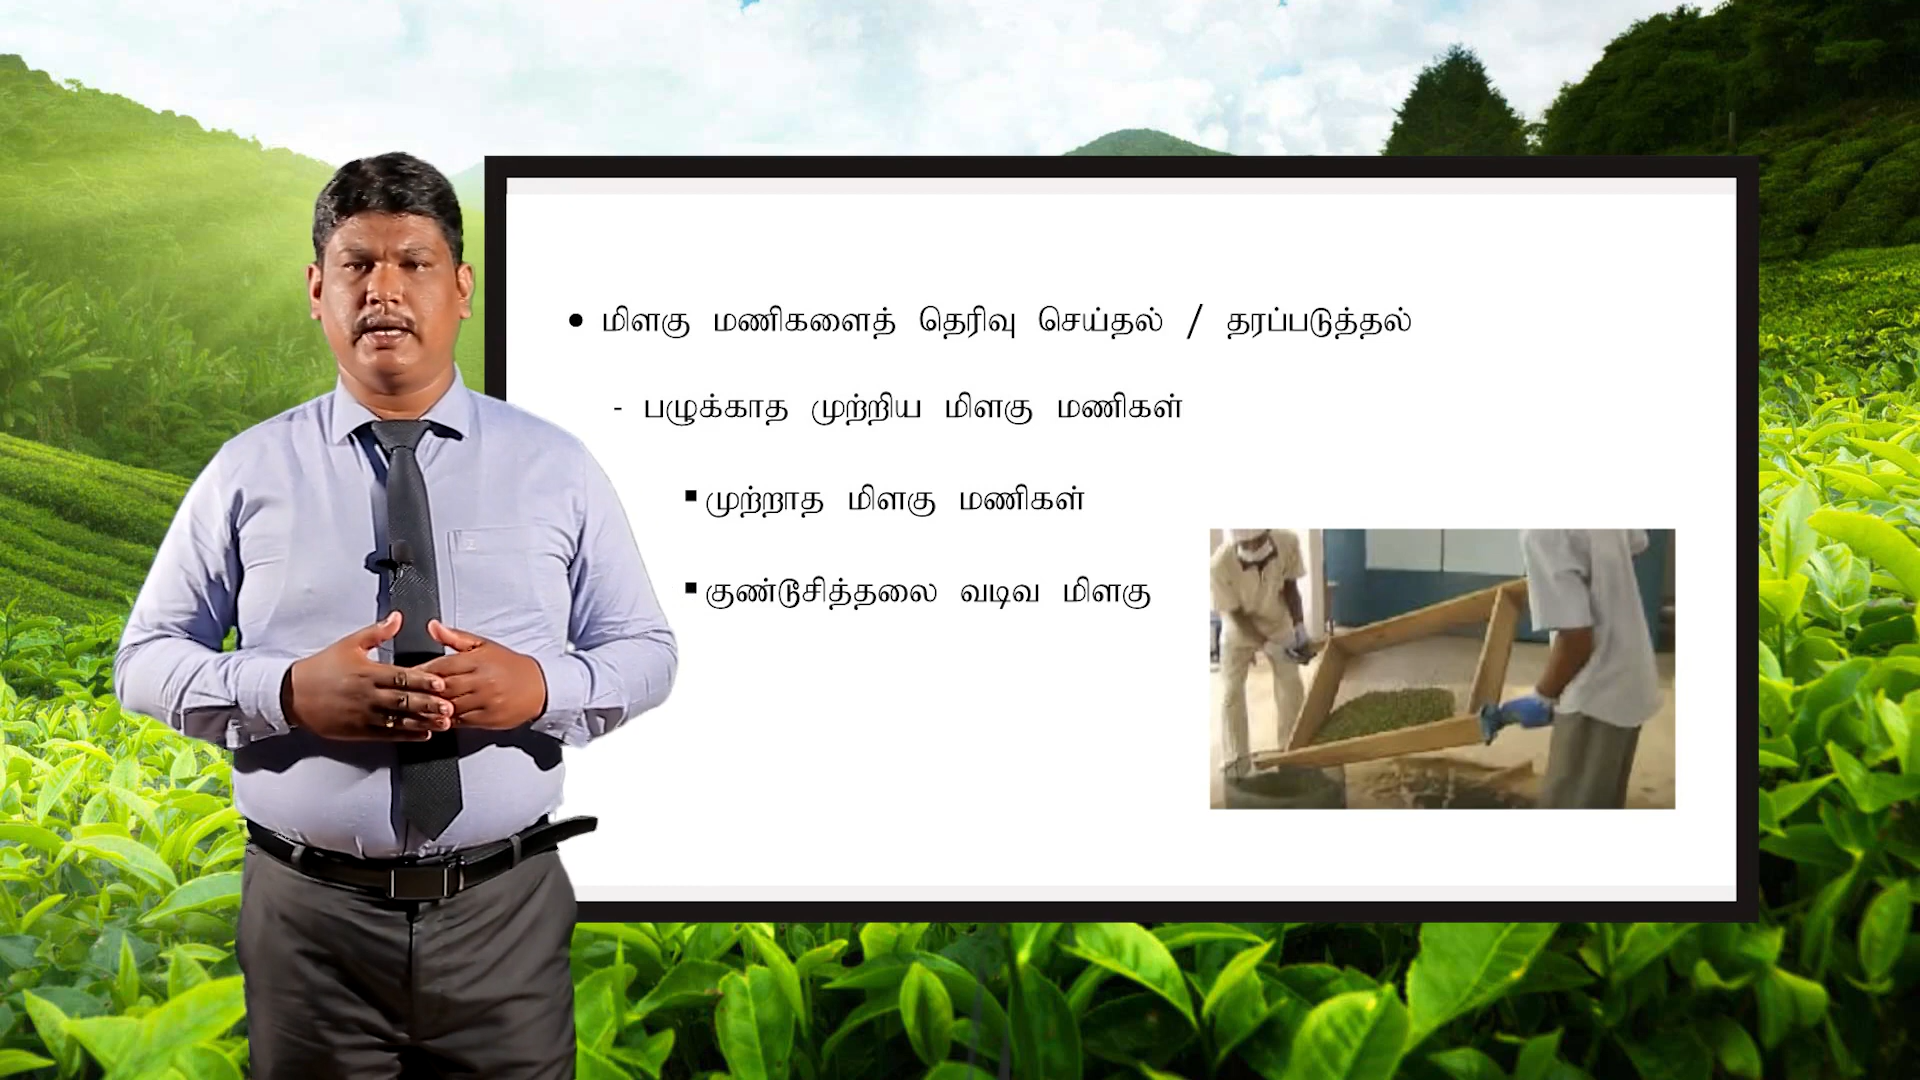 • மிளகு மணிகளைத் தெரிவு செய்தல் / தரப்படுத்தல்
- பழுக்காத முற்றிய மிளகு மணிகள்
▪ முற்றாத மிளகு மணிகள்
▪ குண்டூசித்தலை வடிவ மிளகு